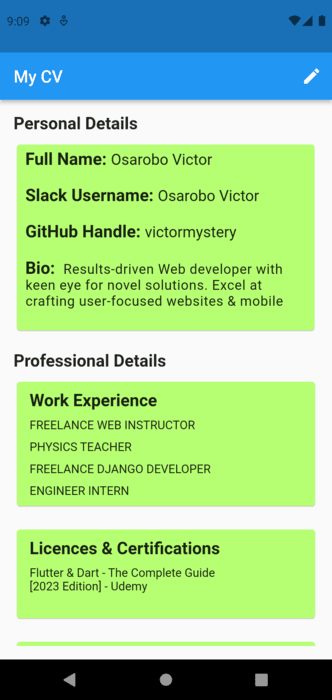 9:09
My CV
Personal Details
Full Name: Osarobo Victor
Slack Username: Osarobo Victor
GitHub Handle: victormystery
Bio: Results-driven Web developer with
keen eye for novel solutions. Excel at
crafting user-focused websites & mobile
Professional Details
Work Experience
FREELANCE WEB INSTRUCTOR
PHYSICS TEACHER
FREELANCE DJANGO DEVELOPER
ENGINEER INTERN
Licences & Certifications
Flutter & Dart - The Complete Guide
[2023 Edition] - Udemy